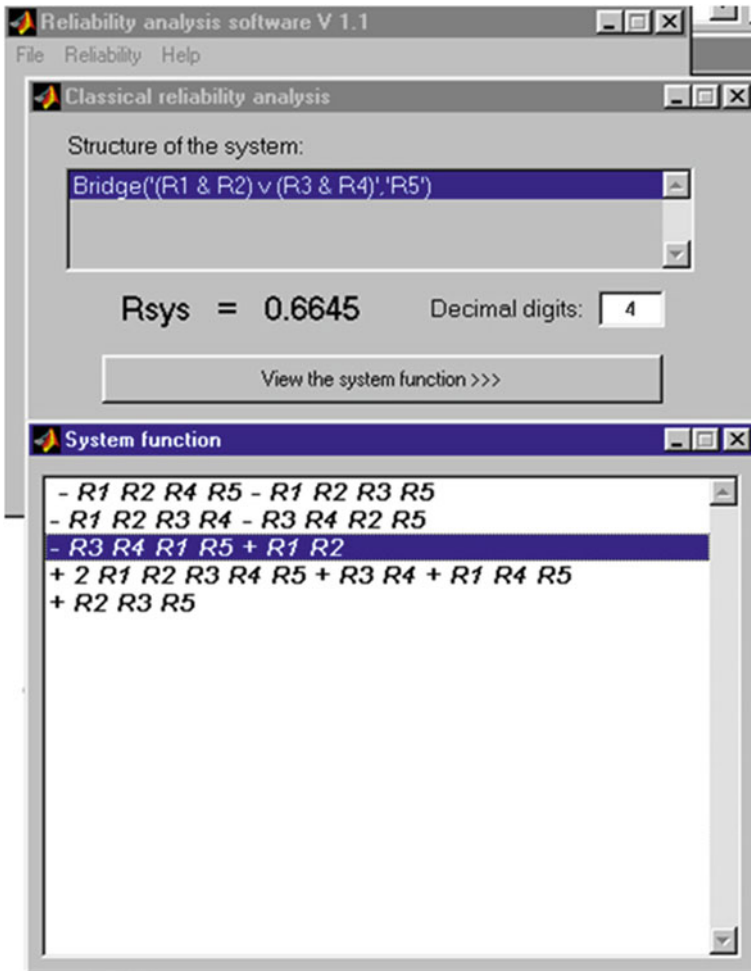 Reliability analysis software V 1.1
File Reliability Help
Classical reliability analysis
Structure of the system:
Bridge('(R1 & R2) v (R3 & R4)','R5')
Rsys = 0.6645 Decimal digits: 4
View the system function >>>
System function
- R1 R2 R4 R5 - R1 R2 R3 R5
- R1 R2 R3 R4 - R3 R4 R2 R5
- R3 R4 R1 R5 + R1 R2
+ 2 R1 R2 R3 R4 R5 + R3 R4 + R1 R4 R5
+ R2 R3 R5